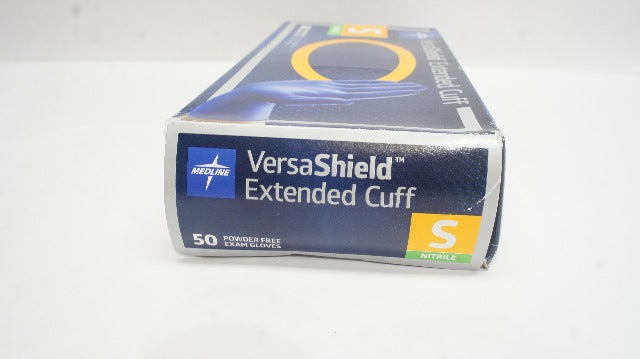 S
Extended Cuff
MEDLINE
VersaShield™
Extended Cuff
50 POWDER FREE
EXAM GLOVES
S
NITRILE